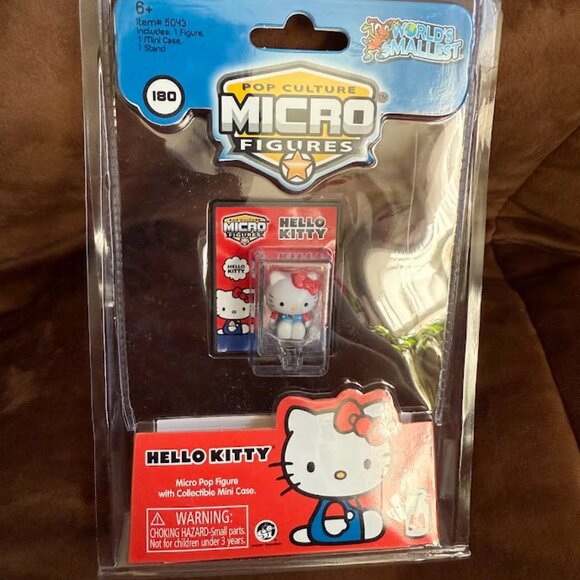 6+
Item# 5043
Includes: 1 Figure,
1 Mini Case,
1 Stand
WORLD'S
SMALLEST
180
POP CULTURE
MICRO
FIGURES
MICRO
FIGURES
HELLO
KITTY
HELLO
KITTY
HELLO KITTY
Micro Pop Figure
with Collectible Mini Case.
WARNING:
CHOKING HAZARD-Small parts.
Not for children under 3 years.